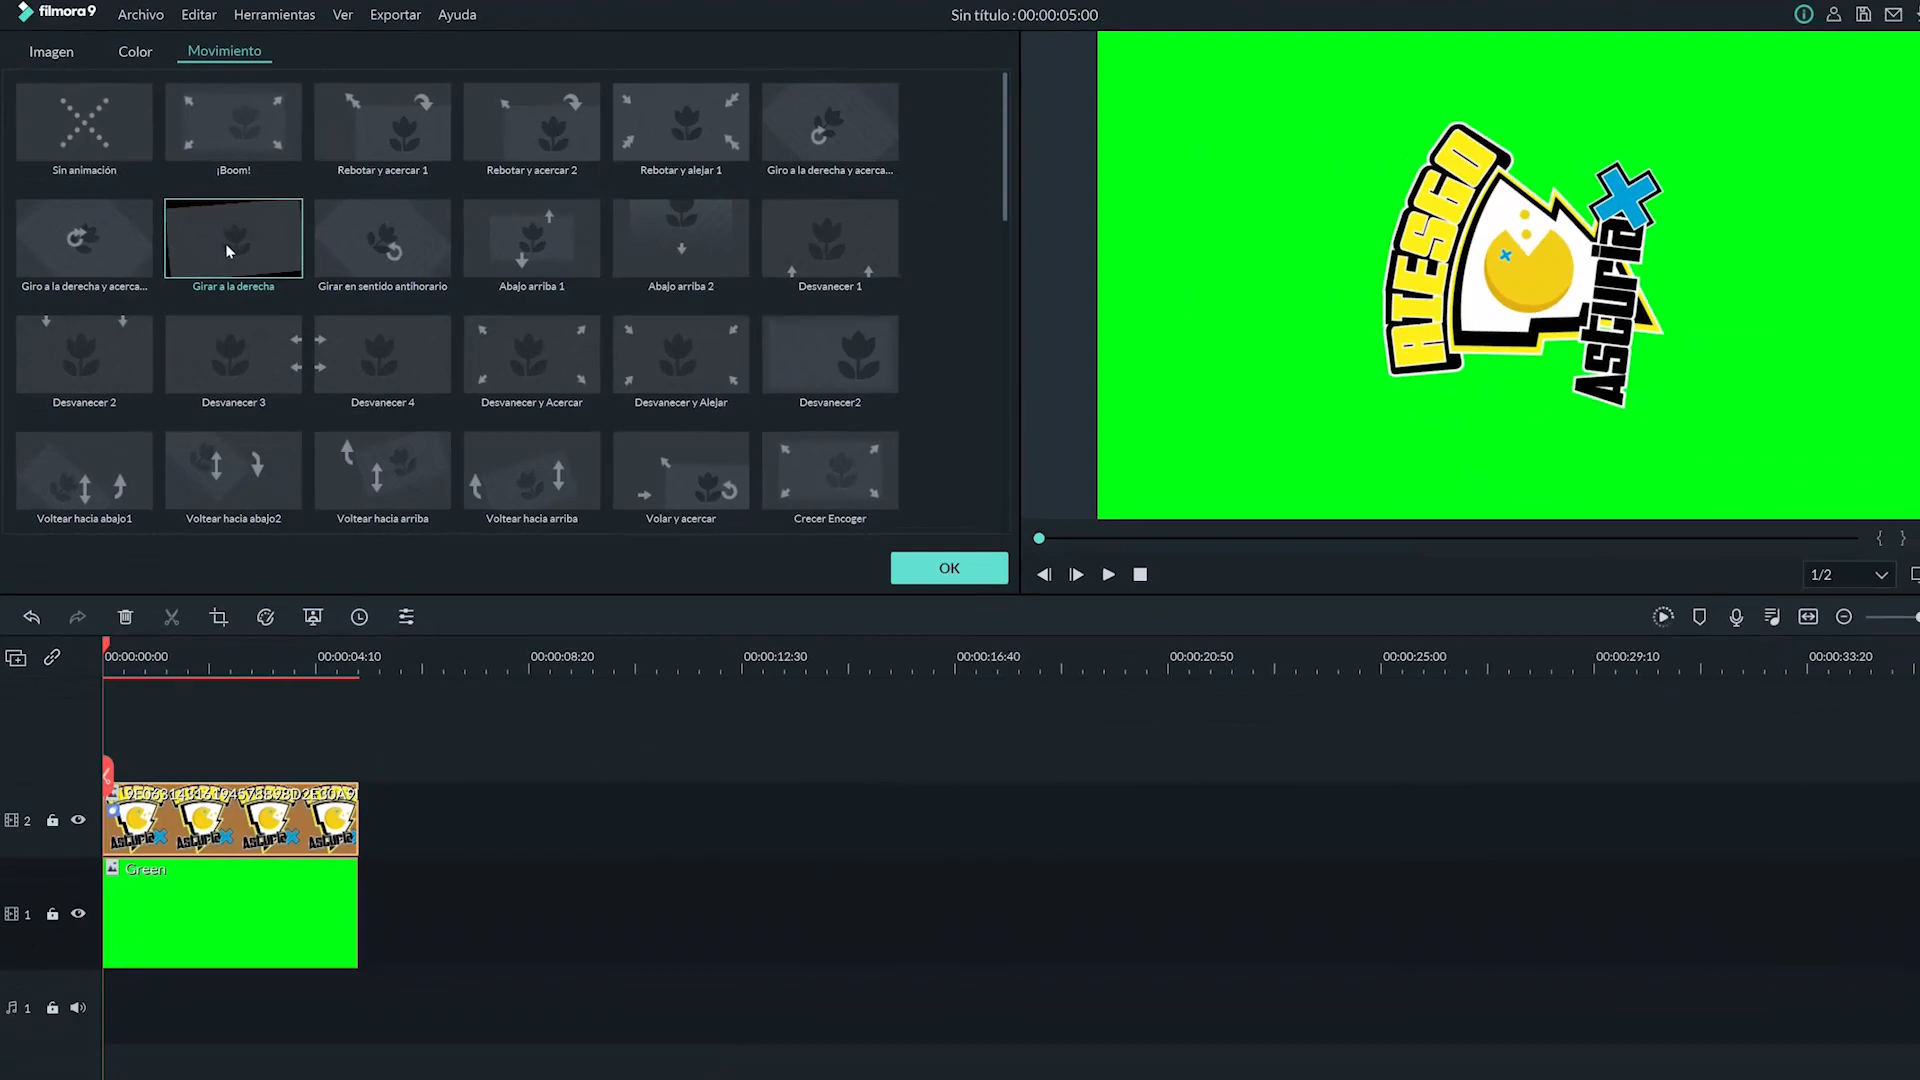 filmora9 Archivo Editar Herramientas Ver Exportar Ayuda Sin título : 00:00:05:00
Imagen Color Movimiento
Sin animación ¡Boom! Rebotar y acercar 1 Rebotar y acercar 2 Rebotar y alejar 1 Giro a la derecha y acerca...
Giro a la derecha y acerca... Girar a la derecha Girar en sentido antihorario Abajo arriba 1 Abajo arriba 2 Desvanecer 1
Desvanecer 2 Desvanecer 3 Desvanecer 4 Desvanecer y Acercar Desvanecer y Alejar Desvanecer2
Voltear hacia abajo1 Voltear hacia abajo2 Voltear hacia arriba Voltear hacia arriba Volar y acercar Crecer Encoger
OK
RIESGO
AsturiaX
{ }
1/2
00:00:00:00 00:00:04:10 00:00:08:20 00:00:12:30 00:00:16:40 00:00:20:50 00:00:25:00 00:00:29:10 00:00:33:20
2
AsturiaX AsturiaX AsturiaX AsturiaX
Green
1
1